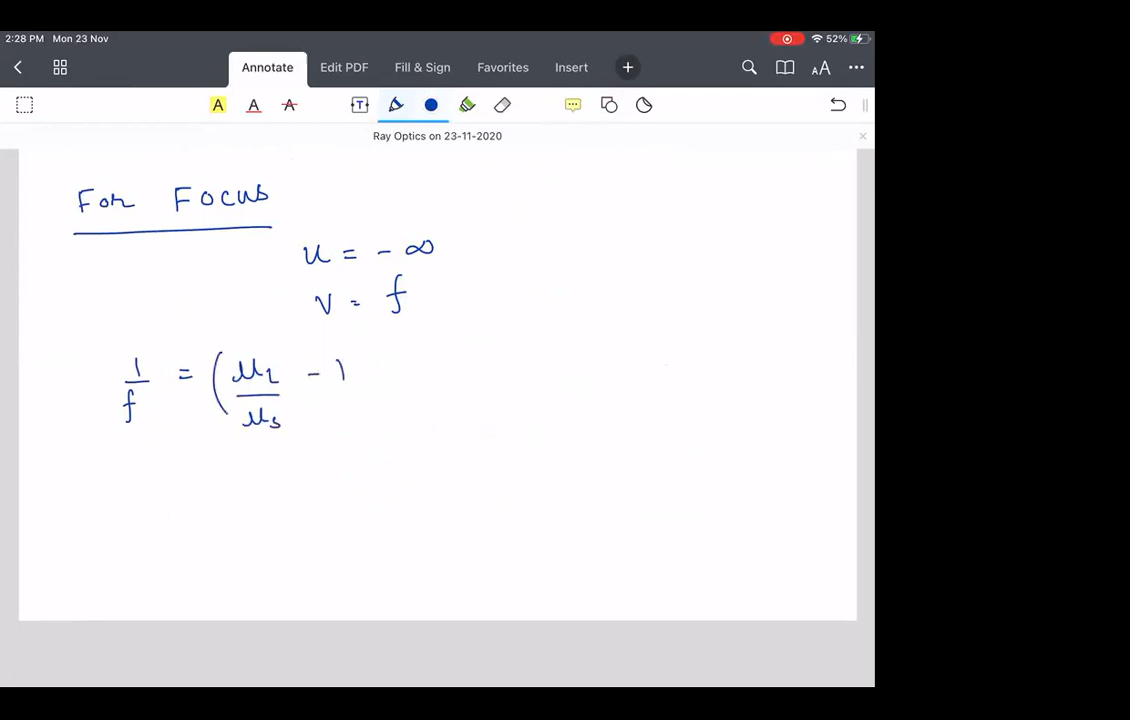 2:28 PM Mon 23 Nov 52%
Annotate Edit PDF Fill & Sign Favorites Insert
A A A T
Ray Optics on 23-11-2020
For Focus
u = - ∞
v = f
1/f = (μL/μs - 1